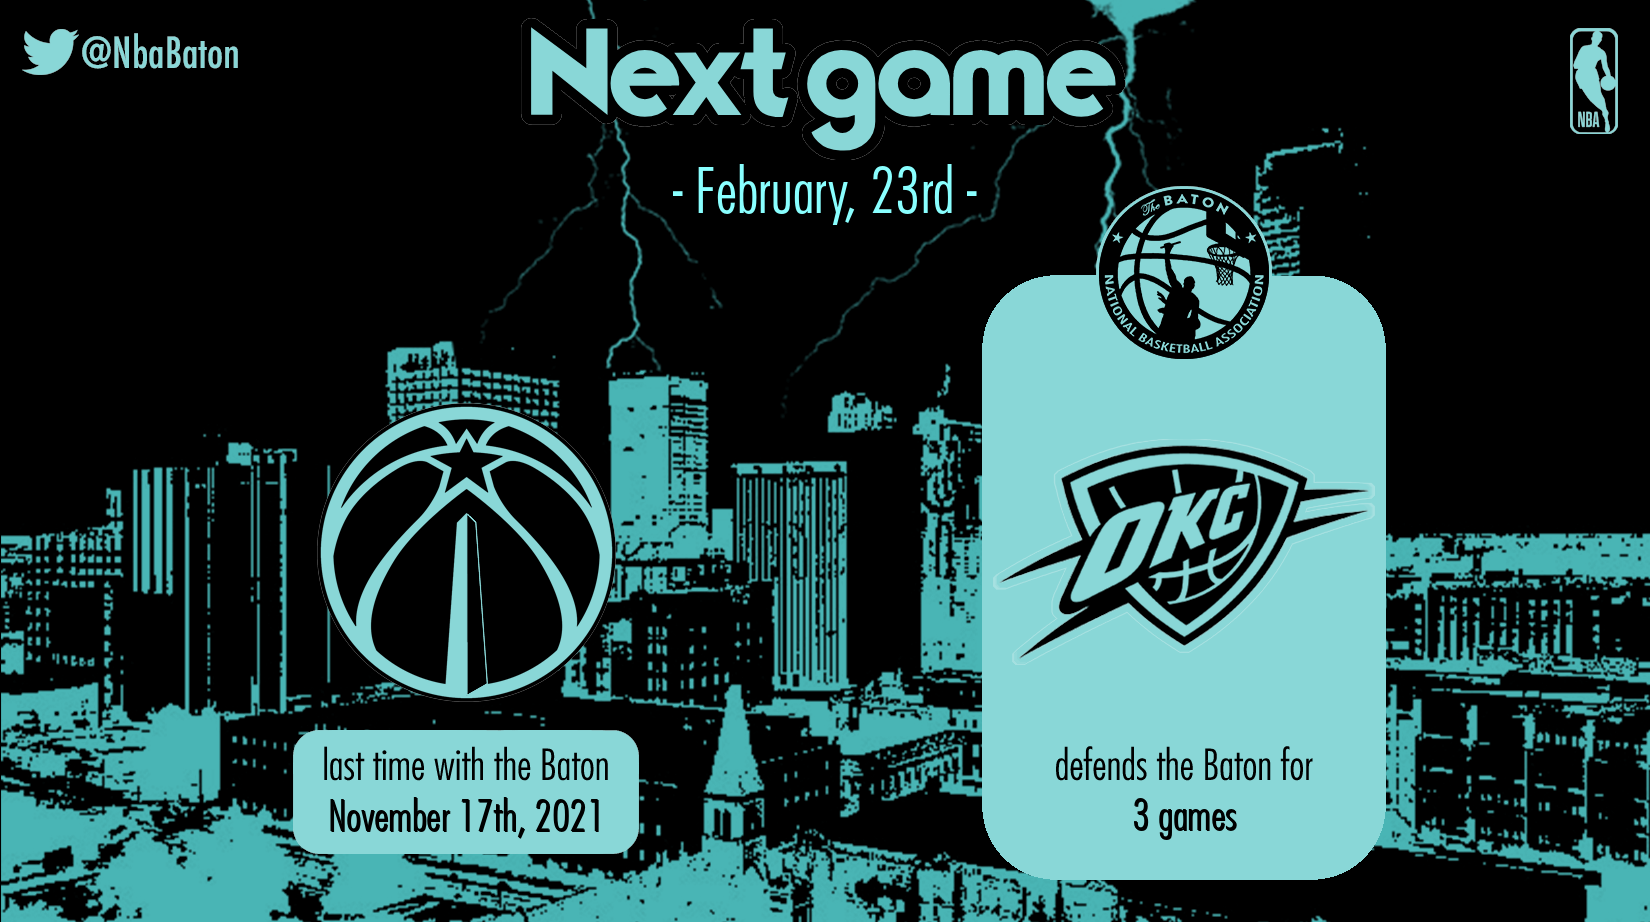 @NbaBaton
Next game
- February, 23rd -
NBA
The BATON
NATIONAL BASKETBALL ASSOCIATION
OKC
last time with the Baton
November 17th, 2021
defends the Baton for
3 games